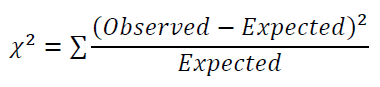 χ² = ∑ (Observed − Expected)² / Expected